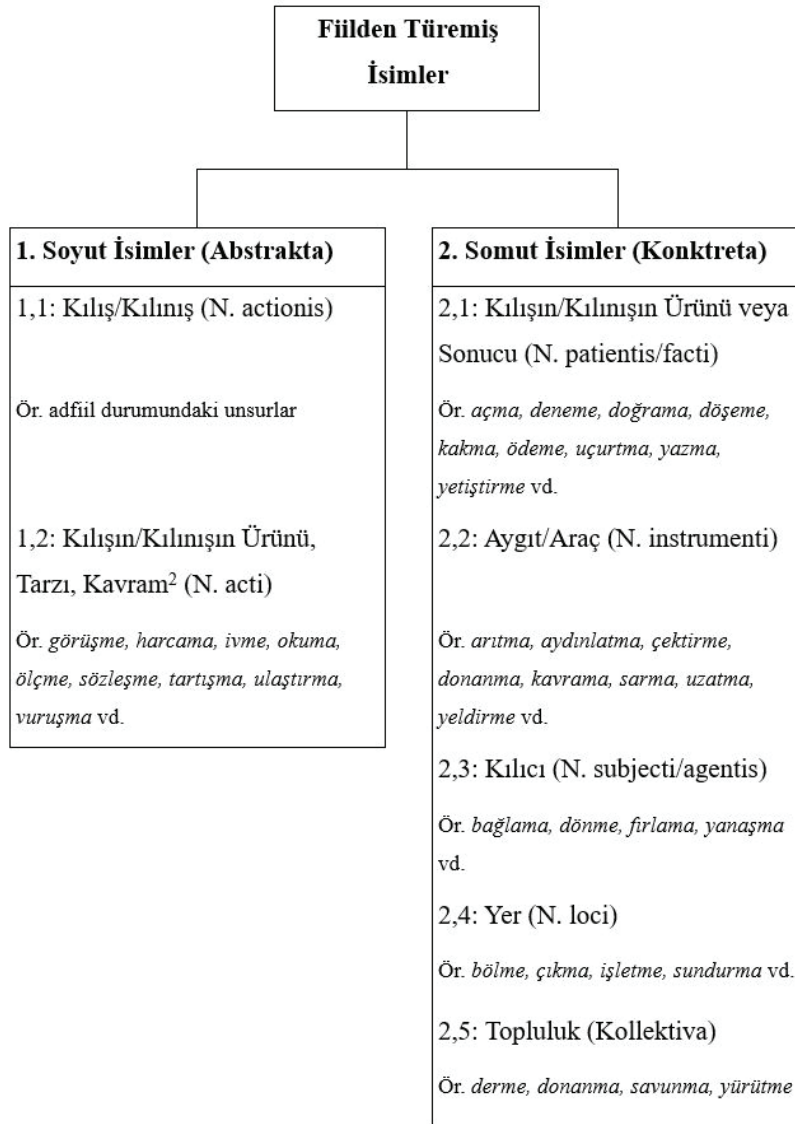 Fiilden Türemiş
İsimler
1. Soyut İsimler (Abstrakta)
1,1: Kılış/Kılınış (N. actionis)
Ör. adfiil durumundaki unsurlar
1,2: Kılışın/Kılınışın Ürünü,
Tarzı, Kavram² (N. acti)
Ör. görüşme, harcama, ivme, okuma,
ölçme, sözleşme, tartışma, ulaştırma,
vuruşma vd.
2. Somut İsimler (Konktreta)
2,1: Kılışın/Kılınışın Ürünü veya
Sonucu (N. patientis/facti)
Ör. açma, deneme, doğrama, döşeme,
kakma, ödeme, uçurtma, yazma,
yetiştirme vd.
2,2: Aygıt/Araç (N. instrumenti)
Ör. arıtma, aydınlatma, çektirme,
donanma, kavrama, sarma, uzatma,
yeldirme vd.
2,3: Kılıcı (N. subjecti/agentis)
Ör. bağlama, dönme, fırlama, yanaşma
vd.
2,4: Yer (N. loci)
Ör. bölme, çıkma, işletme, sundurma vd.
2,5: Topluluk (Kollektiva)
Ör. derme, donanma, savunma, yürütme